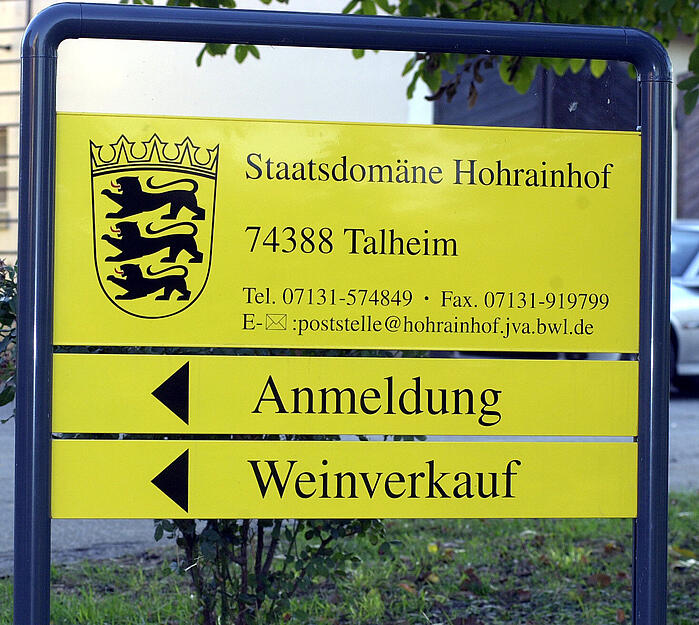 Staatsdomäne Hohrainhof
74388 Talheim
Tel. 07131-574849 · Fax. 07131-919799
E-✉:poststelle@hohrainhof.jva.bwl.de
Anmeldung
Weinverkauf